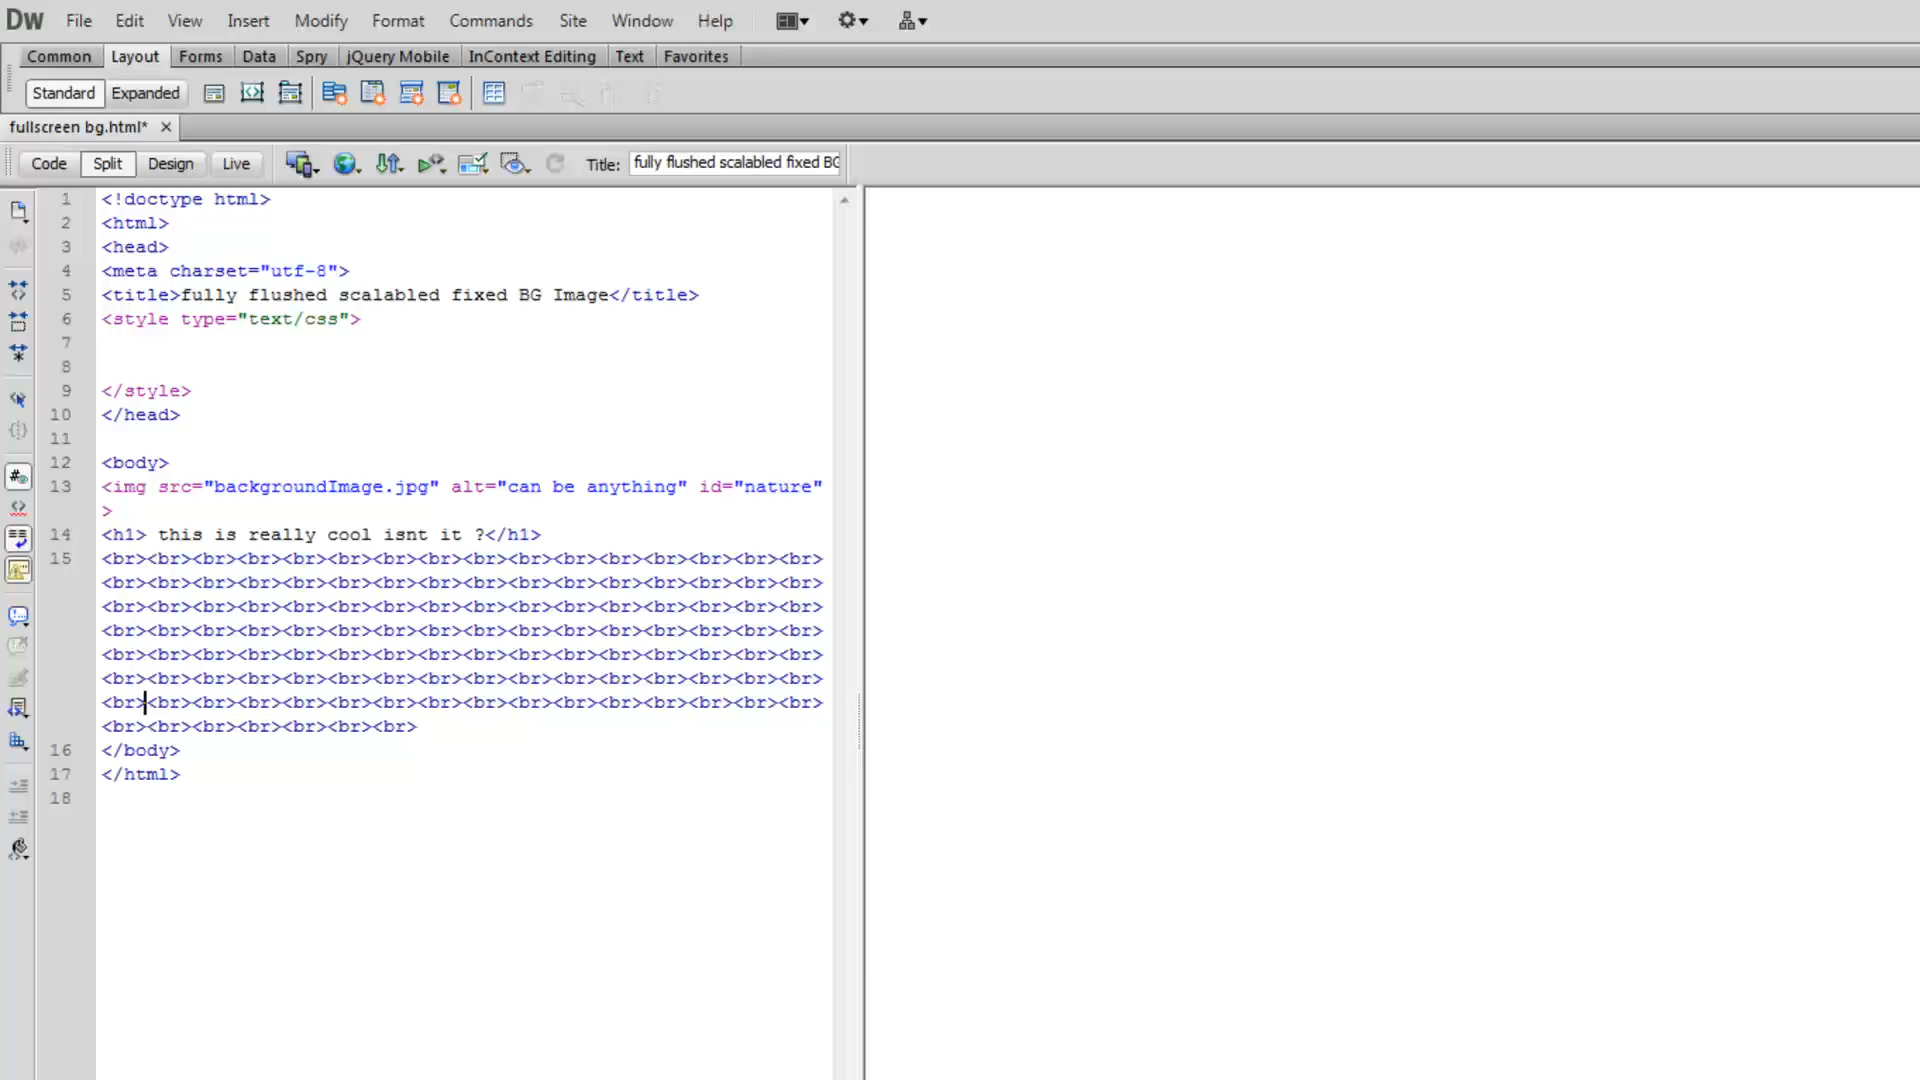 DW File Edit View Insert Modify Format Commands Site Window Help
Common Layout Forms Data Spry jQuery Mobile InContext Editing Text Favorites
Standard Expanded
fullscreen bg.html* ×
Code Split Design Live Title: fully flushed scalabled fixed BG
1 <!doctype html>
2 <html>
3 <head>
4 <meta charset="utf-8">
5 <title>fully flushed scalabled fixed BG Image</title>
6 <style type="text/css">
7
8
9 </style>
10 </head>
11
12 <body>
13 <img src="backgroundImage.jpg" alt="can be anything" id="nature"
>
14 <h1> this is really cool isnt it ?</h1>
15 <br><br><br><br><br><br><br><br><br><br><br><br><br><br><br><br>
<br><br><br><br><br><br><br><br><br><br><br><br><br><br><br><br>
<br><br><br><br><br><br><br><br><br><br><br><br><br><br><br><br>
<br><br><br><br><br><br><br><br><br><br><br><br><br><br><br><br>
<br><br><br><br><br><br><br><br><br><br><br><br><br><br><br><br>
<br><br><br><br><br><br><br><br><br><br><br><br><br><br><br><br>
<br><br><br><br><br><br><br><br><br><br><br><br><br><br><br><br>
<br><br><br><br><br><br><br>
16 </body>
17 </html>
18